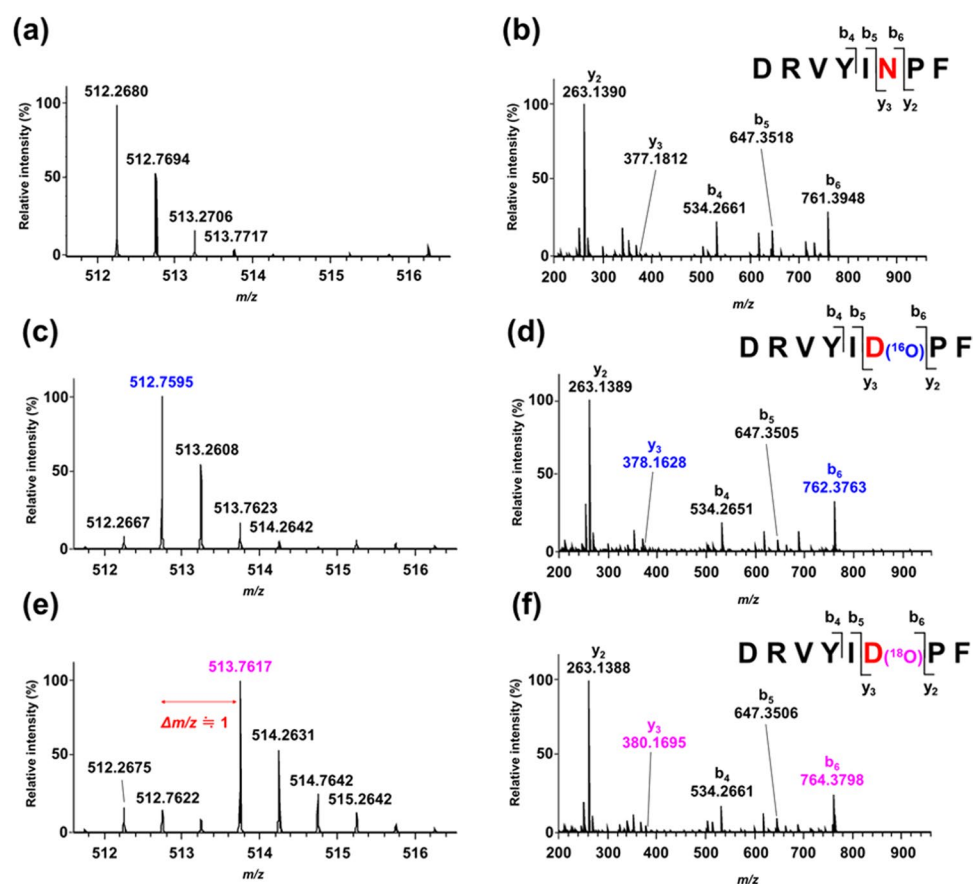 (a)
Relative intensity (%)
100
50
0
512.2680
512.7694
513.2706
513.7717
512 513 514 515 516
m/z
(b)
b₄ b₅ b₆
D R V Y I N P F
y₃ y₂
Relative intensity (%)
100
50
0
y₂
263.1390
y₃
377.1812
b₄
534.2661
b₅
647.3518
b₆
761.3948
200 300 400 500 600 700 800 900
m/z
(c)
Relative intensity (%)
100
50
0
512.7595
513.2608
513.7623
512.2667
514.2642
512 513 514 515 516
m/z
(d)
b₄ b₅ b₆
D R V Y I D(¹⁶O) P F
y₃ y₂
Relative intensity (%)
100
50
0
y₂
263.1389
y₃
378.1628
b₄
534.2651
b₅
647.3505
b₆
762.3763
200 300 400 500 600 700 800 900
m/z
(e)
Relative intensity (%)
100
50
0
513.7617
Δm/z ≒ 1
514.2631
512.2675
512.7622
514.7642
515.2642
512 513 514 515 516
m/z
(f)
b₄ b₅ b₆
D R V Y I D(¹⁸O) P F
y₃ y₂
Relative intensity (%)
100
50
0
y₂
263.1388
y₃
380.1695
b₄
534.2661
b₅
647.3506
b₆
764.3798
200 300 400 500 600 700 800 900
m/z